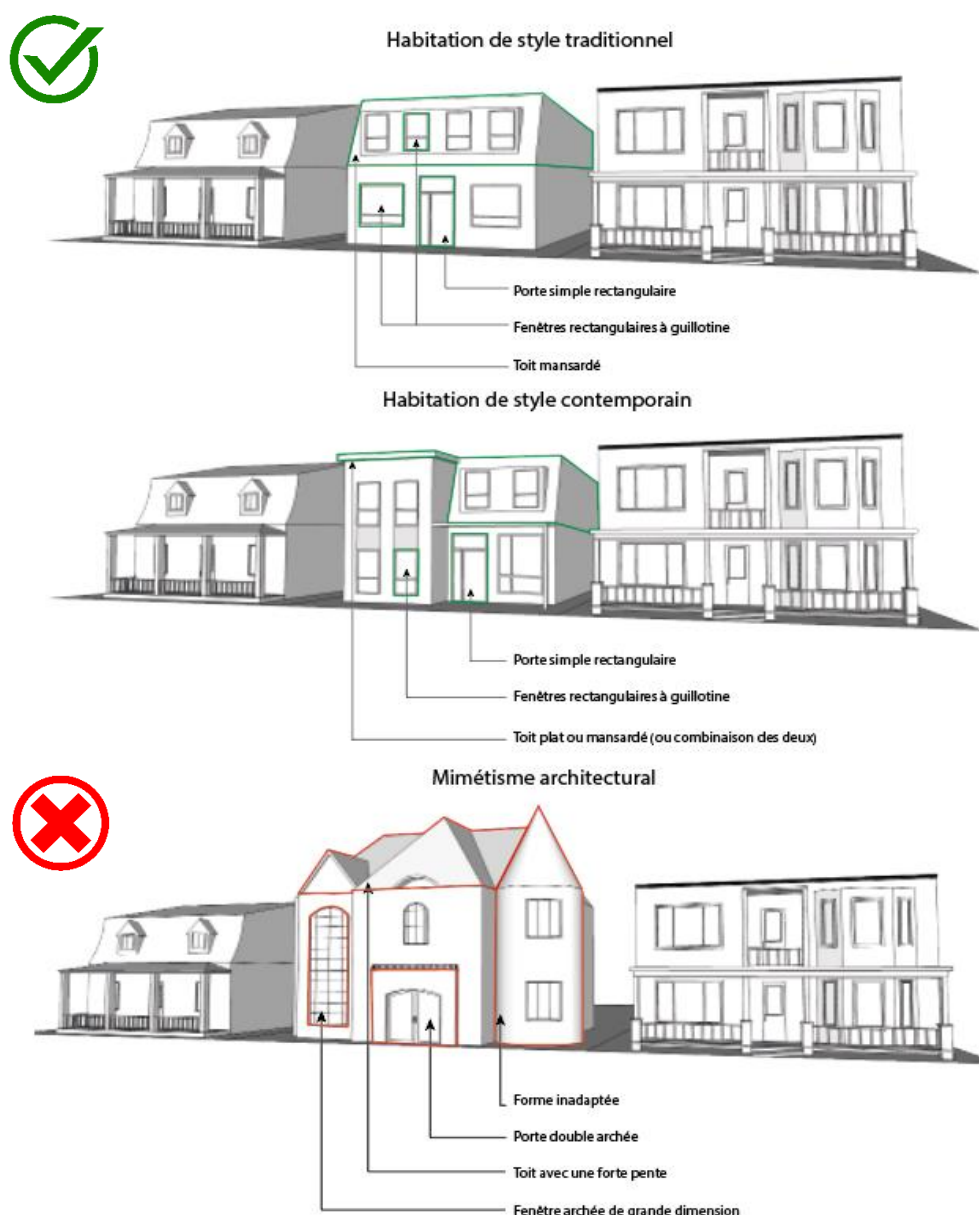 Habitation de style traditionnel
Porte simple rectangulaire
Fenêtres rectangulaires à guillotine
Toit mansardé
Habitation de style contemporain
Porte simple rectangulaire
Fenêtres rectangulaires à guillotine
Toit plat ou mansardé (ou combinaison des deux)
Mimétisme architectural
Forme inadaptée
Porte double archée
Toit avec une forte pente
Fenêtre archée de grande dimension